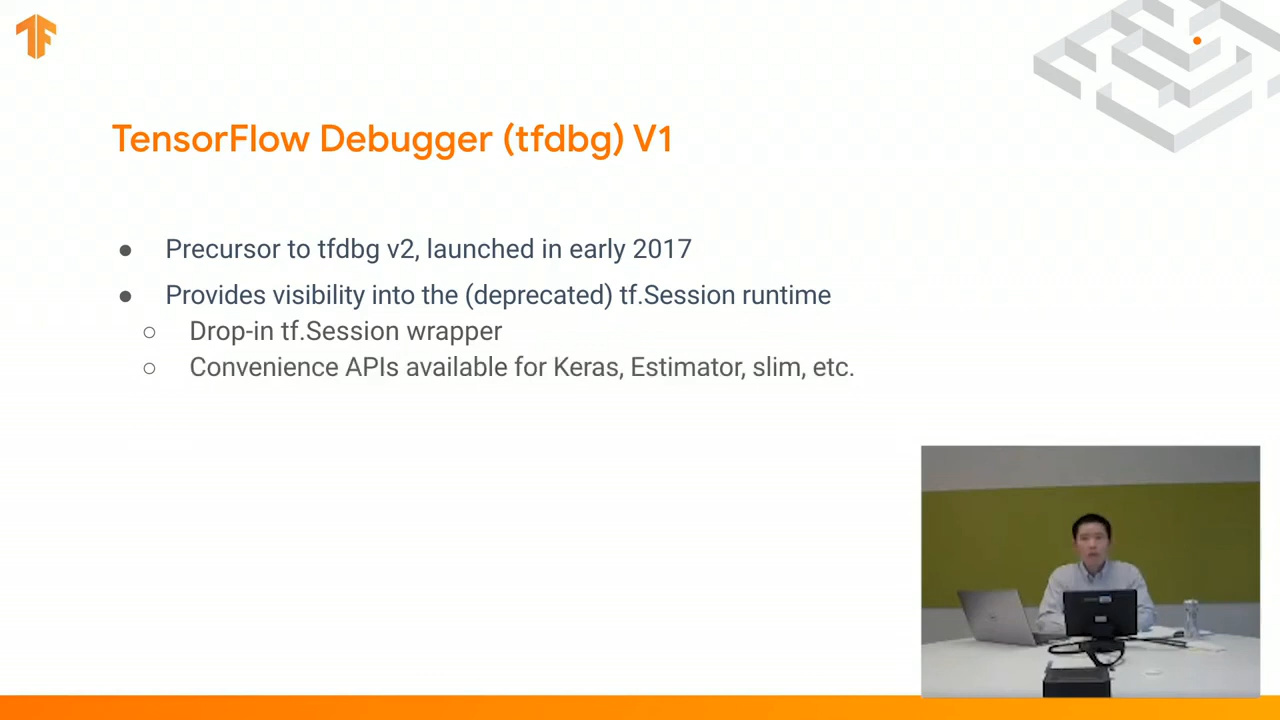 TensorFlow Debugger (tfdbg) V1
● Precursor to tfdbg v2, launched in early 2017
● Provides visibility into the (deprecated) tf.Session runtime
○ Drop-in tf.Session wrapper
○ Convenience APIs available for Keras, Estimator, slim, etc.